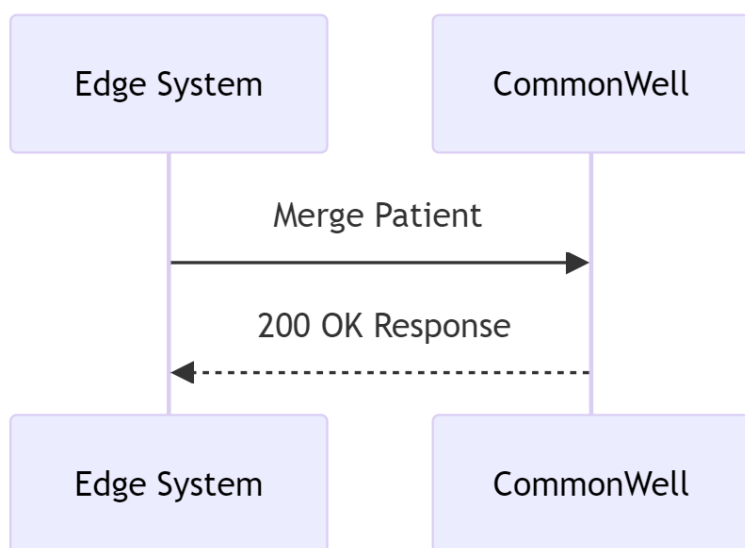 Edge System
CommonWell
Merge Patient
200 OK Response
Edge System
CommonWell